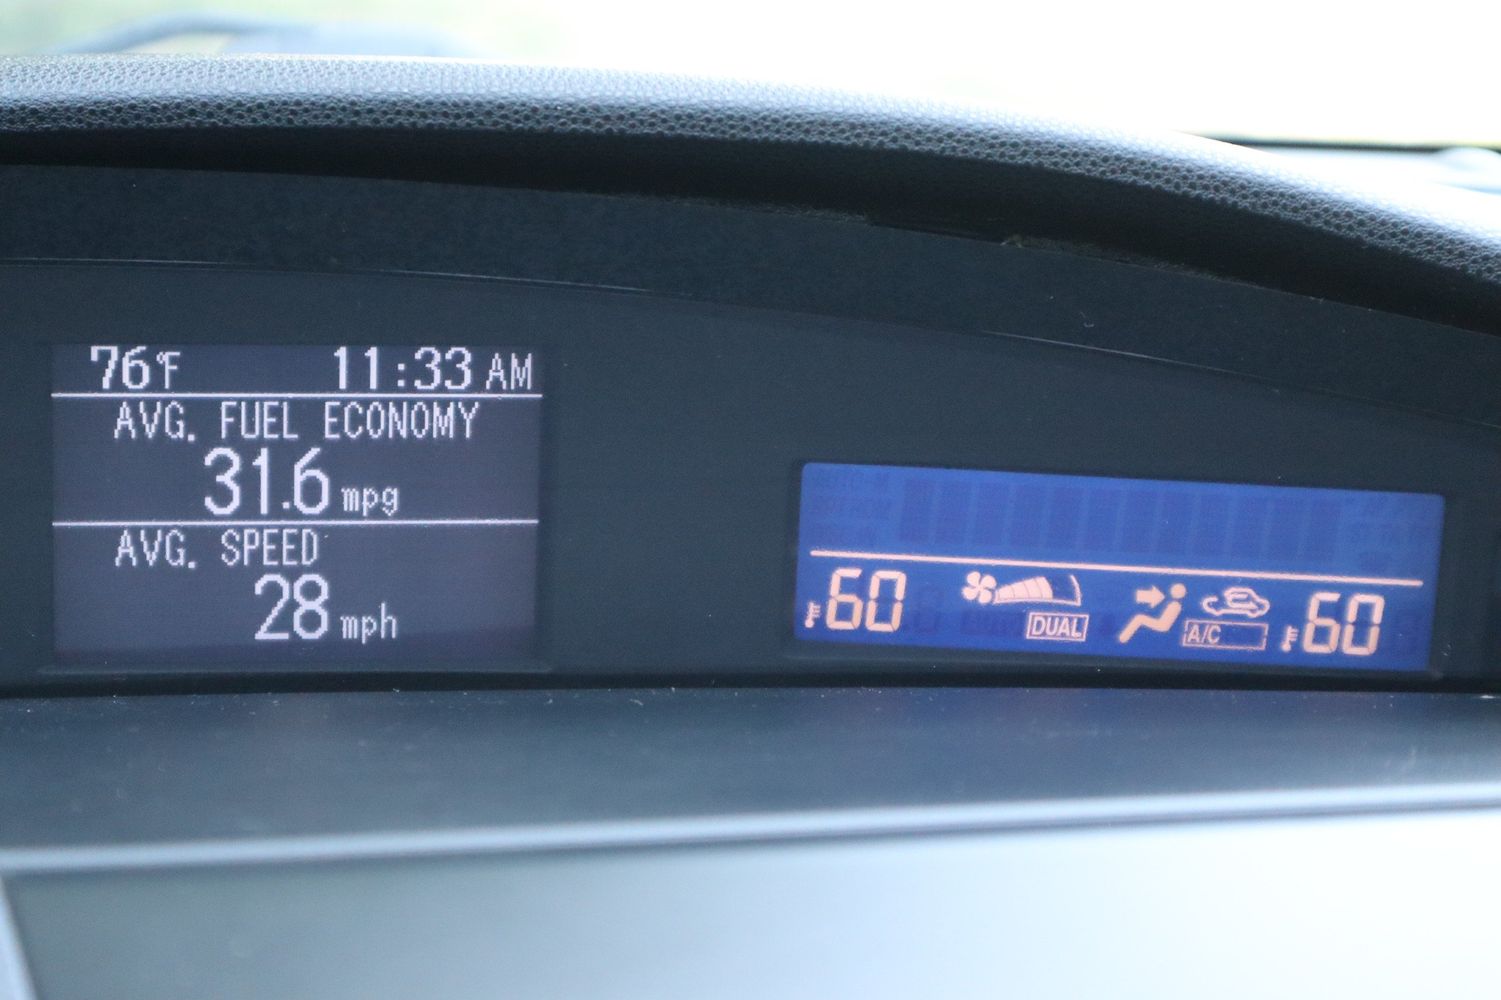 76°F 11:33 AM
AVG. FUEL ECONOMY
31.6 mpg
AVG. SPEED
28 mph
60 DUAL A/C 60